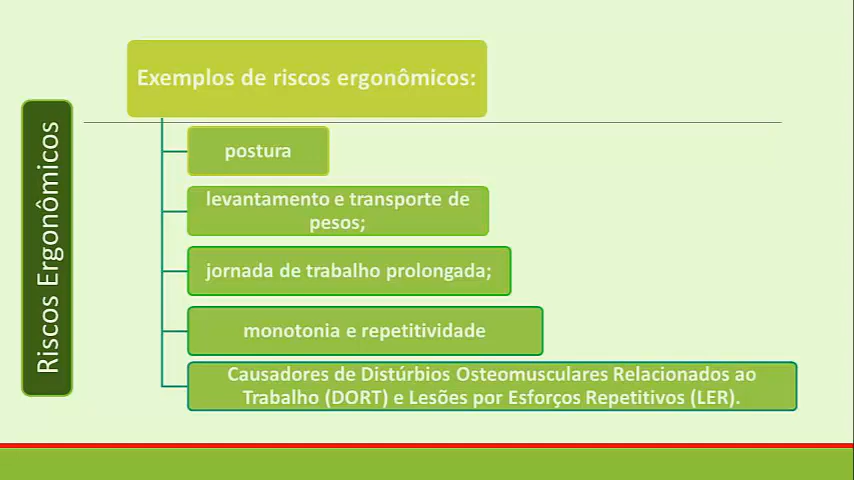 Riscos Ergonômicos
Exemplos de riscos ergonômicos:
postura
levantamento e transporte de
pesos;
jornada de trabalho prolongada;
monotonia e repetitividade
Causadores de Distúrbios Osteomusculares Relacionados ao
Trabalho (DORT) e Lesões por Esforços Repetitivos (LER).